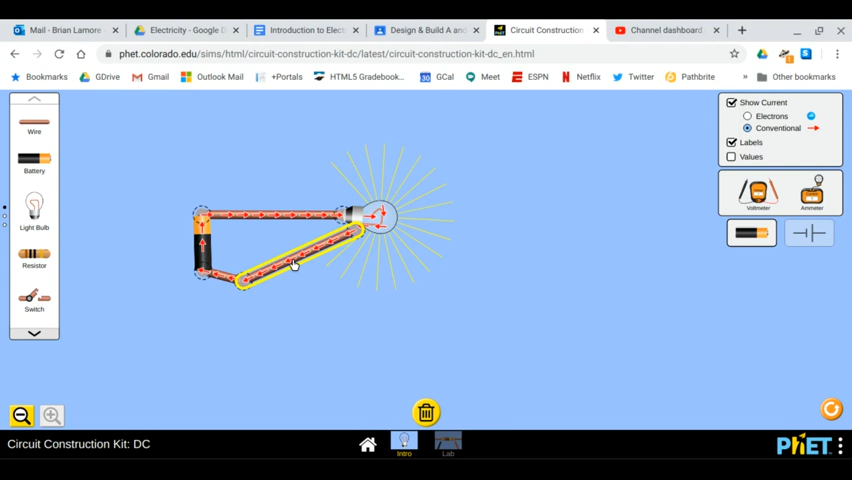 Mail - Brian Lamore
Electricity - Google D
Introduction to Elect
Design & Build A and
Circuit Construction
Channel dashboard
phet.colorado.edu/sims/html/circuit-construction-kit-dc/latest/circuit-construction-kit-dc_en.html
Bookmarks GDrive Gmail Outlook Mail +Portals HTML5 Gradebook... GCal Meet ESPN Netflix Twitter Pathbrite » Other bookmarks
Wire
Battery
Light Bulb
Resistor
Switch
Show Current
Electrons
Conventional
Labels
Values
Voltmeter
Ammeter
Circuit Construction Kit: DC
Intro
Lab
PhET